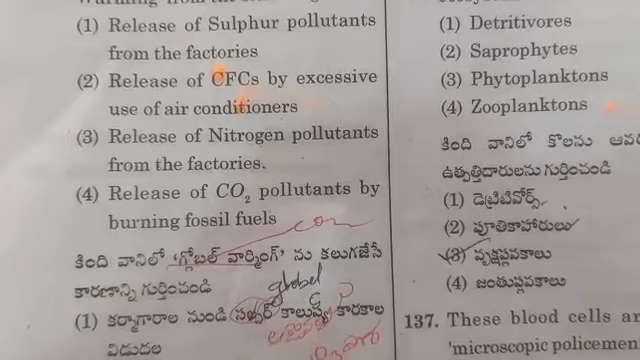 (1) Release of Sulphur pollutants
from the factories
(2) Release of CFCs by excessive
use of air conditioners
(3) Release of Nitrogen pollutants
from the factories.
(4) Release of CO₂ pollutants by
burning fossil fuels
కింది వానిలో 'గ్లోబల్ వార్మింగ్' ను కలుగజేసే
కారణాన్ని గుర్తించండి
global
(1) కర్మాగారాల నుండి సల్ఫర్ కాలుష్య కారకాల
విడుదల
(1) Detritivores
(2) Saprophytes
(3) Phytoplanktons
(4) Zooplanktons
కింది వానిలో కొలను
ఉత్పత్తిదారులను గుర్తించండి
(1) డెట్రిటివోర్స్
(2) పూతికాహారులు
(3) వృక్షప్లవకాలు
(4) జంతుప్లవకాలు
137. These blood cells
'microscopic